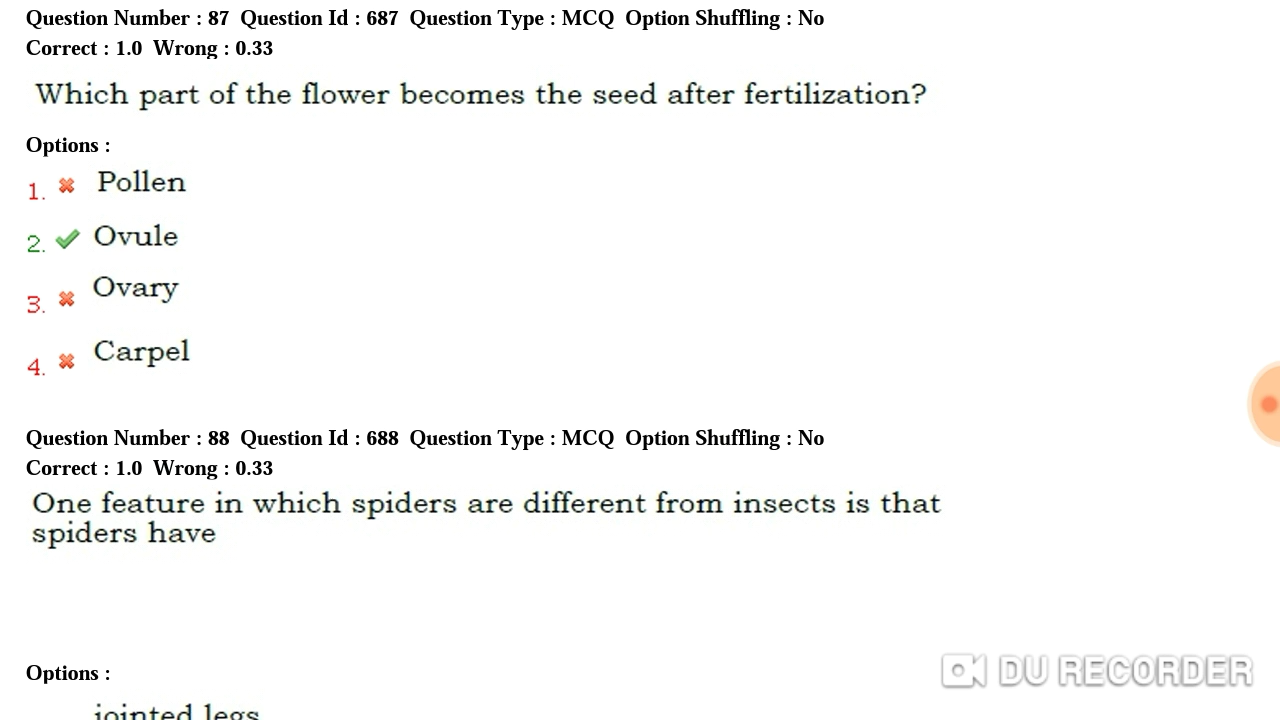 Question Number : 87 Question Id : 687 Question Type : MCQ Option Shuffling : No
Correct : 1.0 Wrong : 0.33
Which part of the flower becomes the seed after fertilization?
Options :
1. Pollen
2. Ovule
3. Ovary
4. Carpel
Question Number : 88 Question Id : 688 Question Type : MCQ Option Shuffling : No
Correct : 1.0 Wrong : 0.33
One feature in which spiders are different from insects is that
spiders have
Options :
jointed legs
DU RECORDER